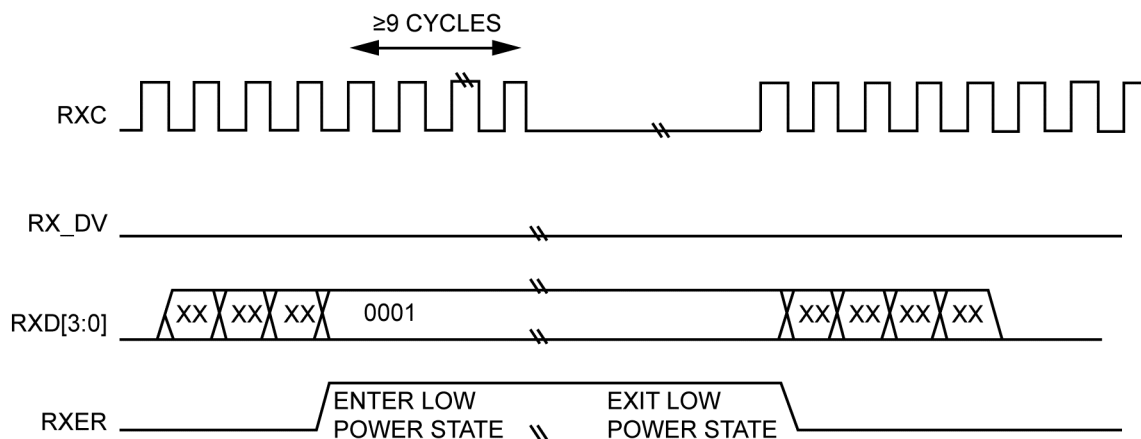 ≥9 CYCLES
RXC
RX_DV
RXD[3:0]
XX XX XX 0001 XX XX XX XX
RXER
ENTER LOW
POWER STATE
EXIT LOW
POWER STATE